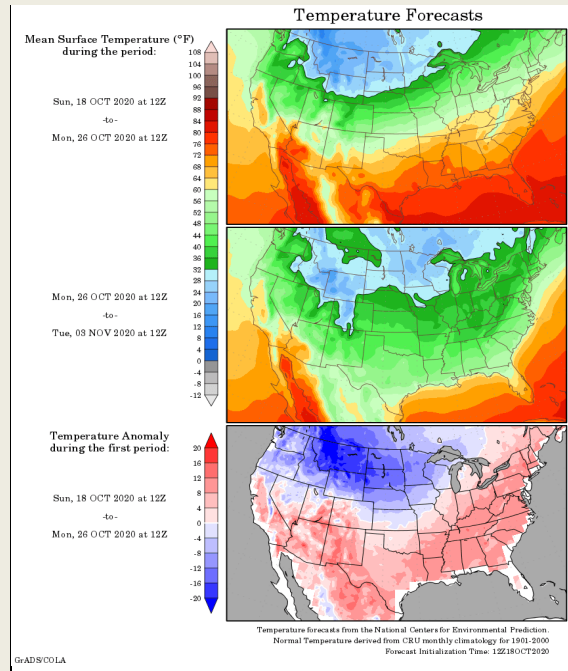 Temperature Forecasts
Mean Surface Temperature (°F)
during the period:
Sun, 18 OCT 2020 at 12Z
-to-
Mon, 26 OCT 2020 at 12Z
108
104
100
96
92
88
84
80
76
72
68
64
60
56
52
48
44
40
36
32
28
24
20
16
12
8
4
0
-4
-8
-12
Mon, 26 OCT 2020 at 12Z
-to-
Tue, 03 NOV 2020 at 12Z
Temperature Anomaly
during the first period:
Sun, 18 OCT 2020 at 12Z
-to-
Mon, 26 OCT 2020 at 12Z
20
16
12
8
4
0
-4
-8
-12
-16
-20
Temperature forecasts from the National Centers for Environmental Prediction.
Normal Temperature derived from CRU monthly climatology for 1901-2000
Forecast Initialization Time: 12Z18OCT2020
GrADS/COLA